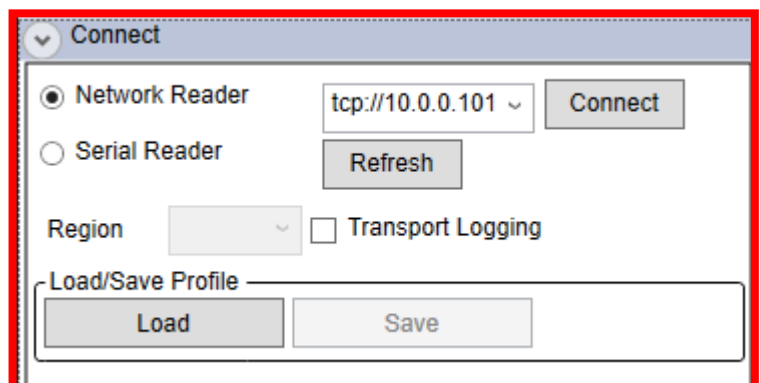 Connect
Network Reader tcp://10.0.0.101 Connect
Serial Reader Refresh
Region Transport Logging
Load/Save Profile
Load Save